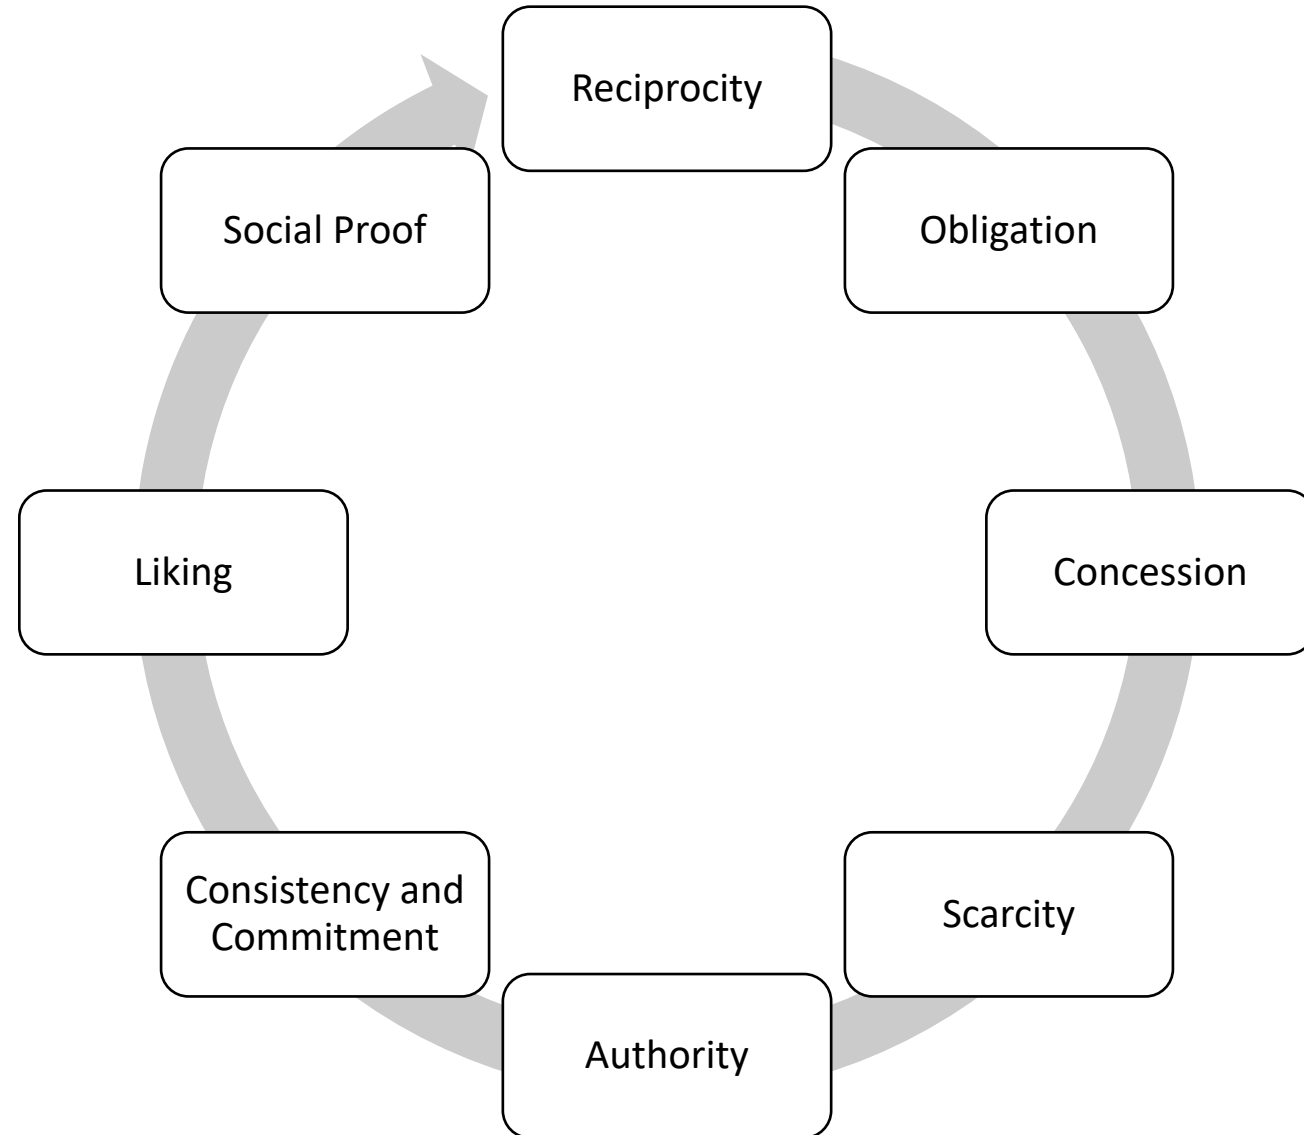 Reciprocity
Obligation
Concession
Scarcity
Authority
Consistency and
Commitment
Liking
Social Proof